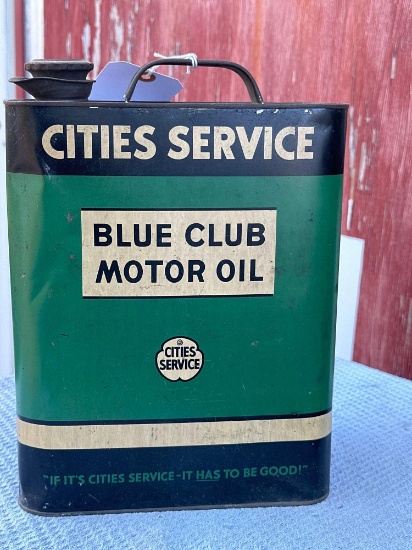 CITIES SERVICE
BLUE CLUB
MOTOR OIL
CITIES
SERVICE
"IF IT'S CITIES SERVICE-IT HAS TO BE GOOD!"